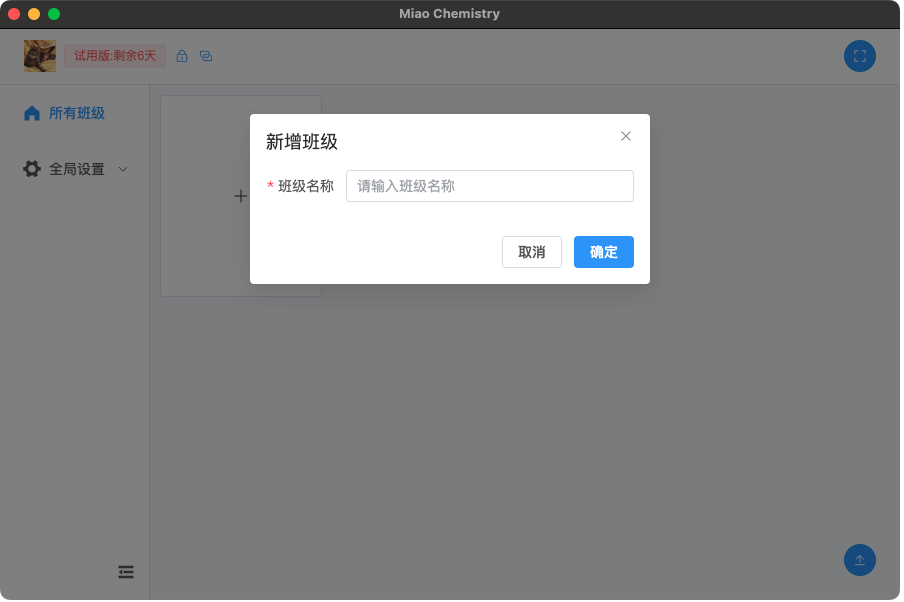 Miao Chemistry
试用版:剩余6天
所有班级
全局设置
新增班级
* 班级名称
请输入班级名称
取消
确定